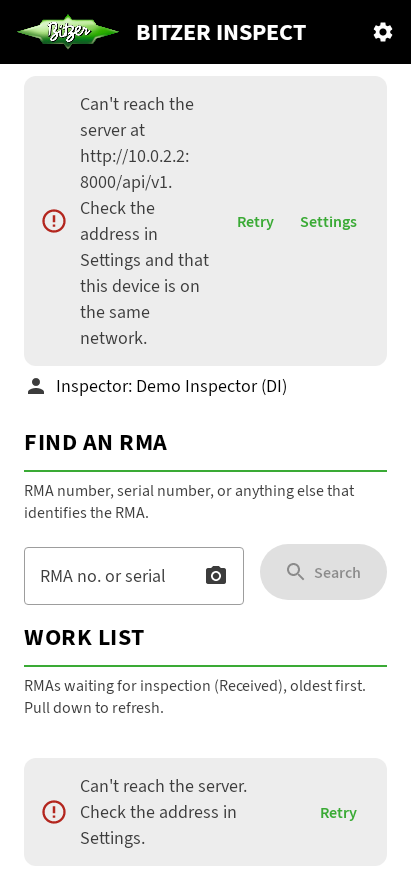 Bitzer BITZER INSPECT
Can't reach the
server at
http://10.0.2.2:
8000/api/v1.
Check the
address in
Settings and that
this device is on
the same
network.
Retry Settings
Inspector: Demo Inspector (DI)
FIND AN RMA
RMA number, serial number, or anything else that
identifies the RMA.
RMA no. or serial
Search
WORK LIST
RMAs waiting for inspection (Received), oldest first.
Pull down to refresh.
Can't reach the server.
Check the address in
Settings.
Retry